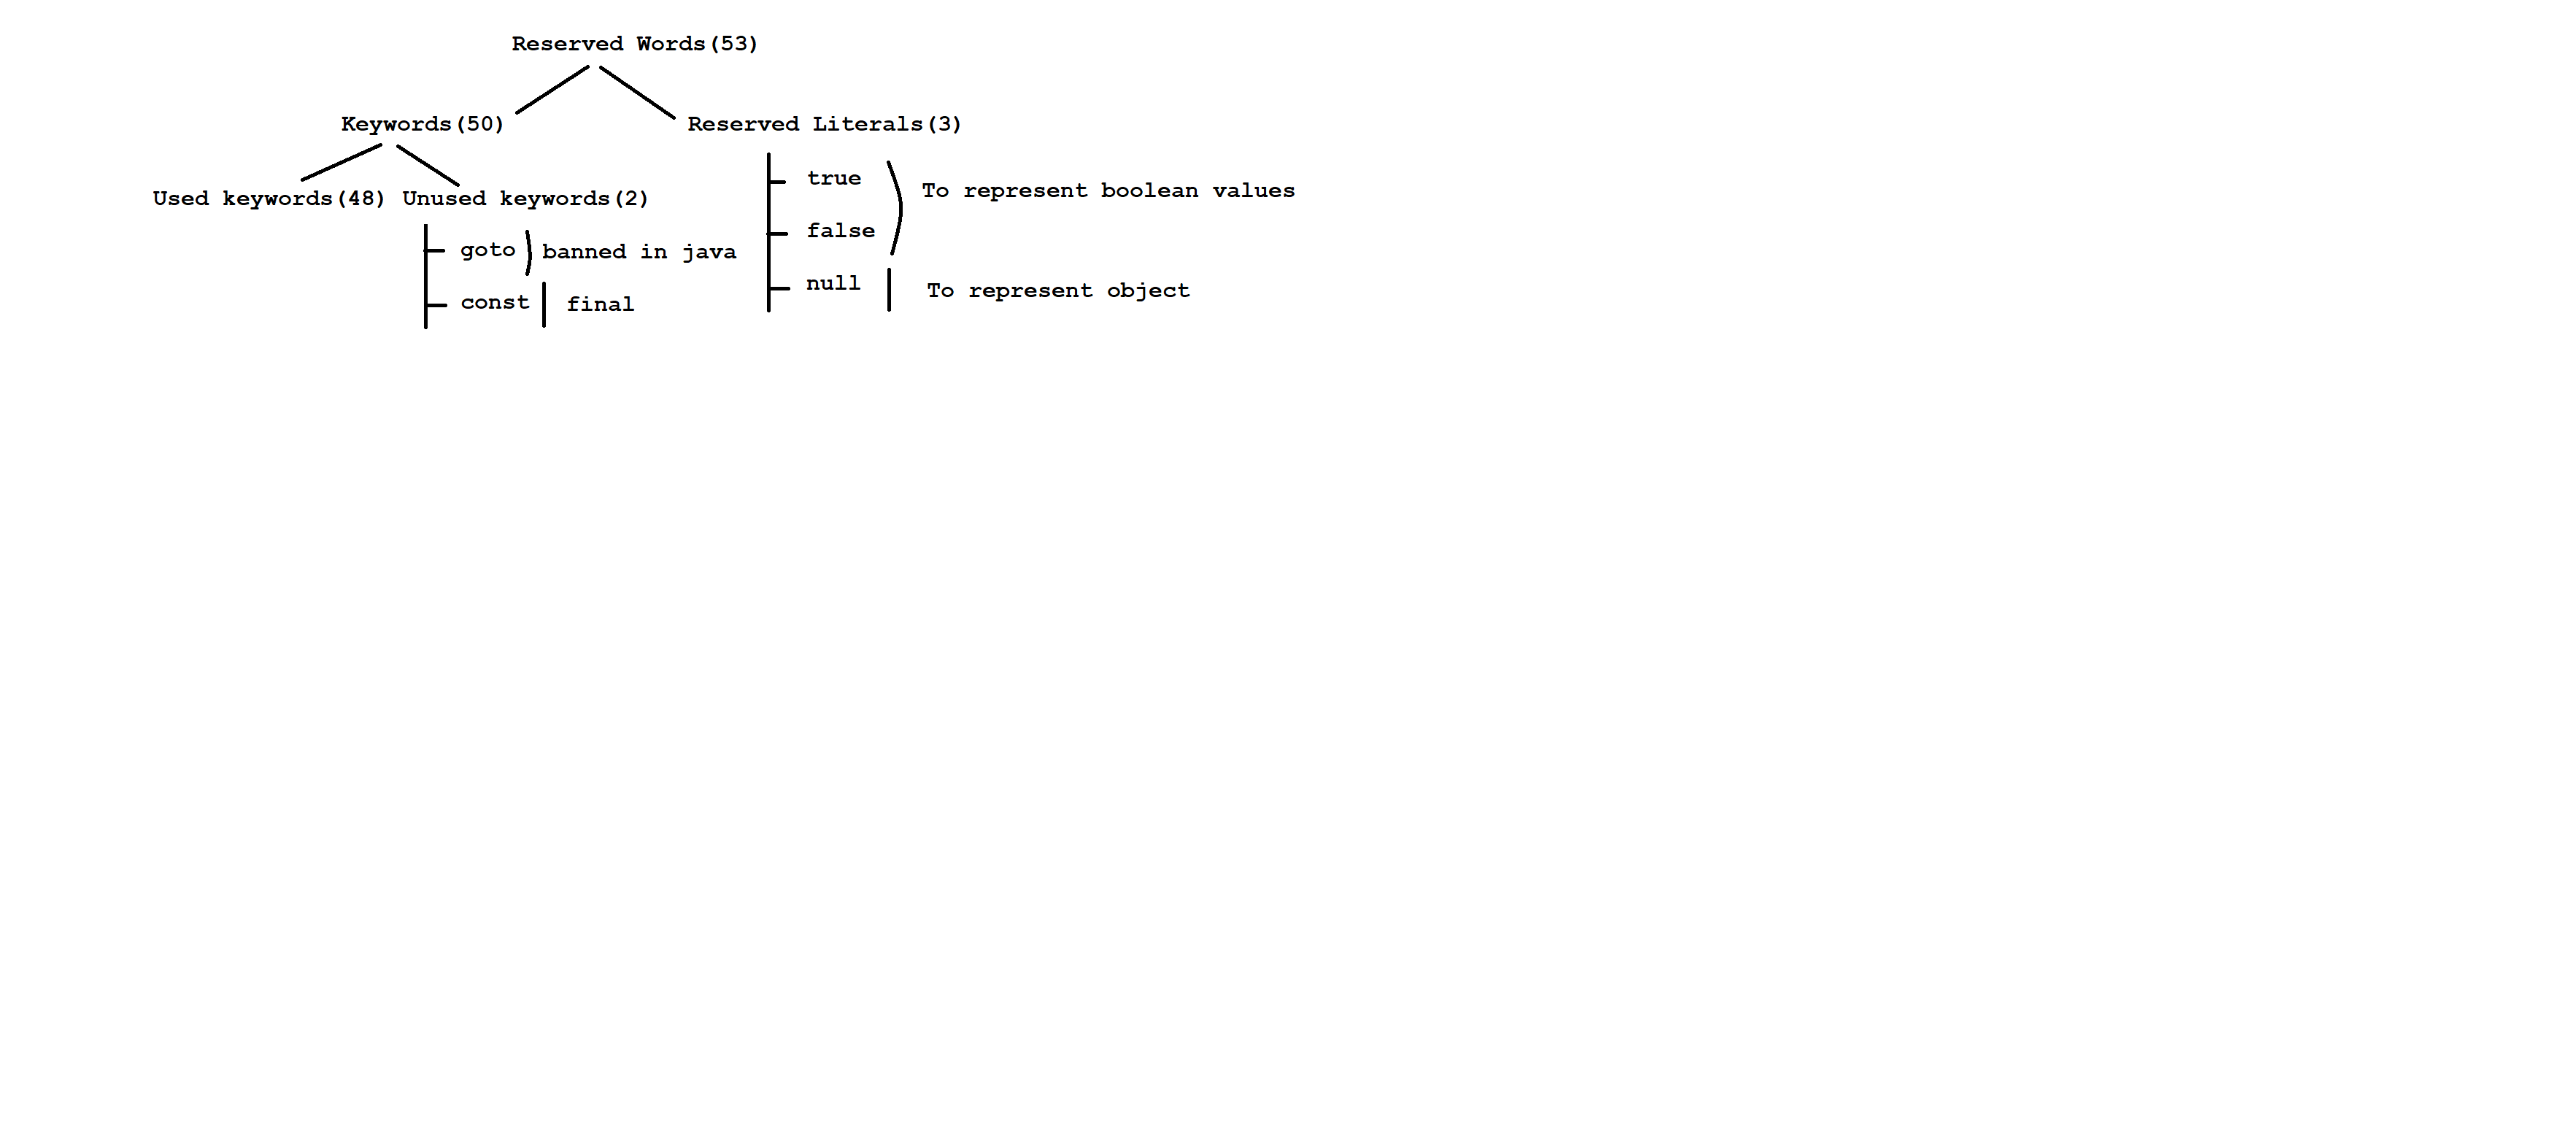 Reserved Words(53)
Keywords(50)
Reserved Literals(3)
Used keywords(48)
Unused keywords(2)
goto
banned in java
const
final
true
false
To represent boolean values
null
To represent object